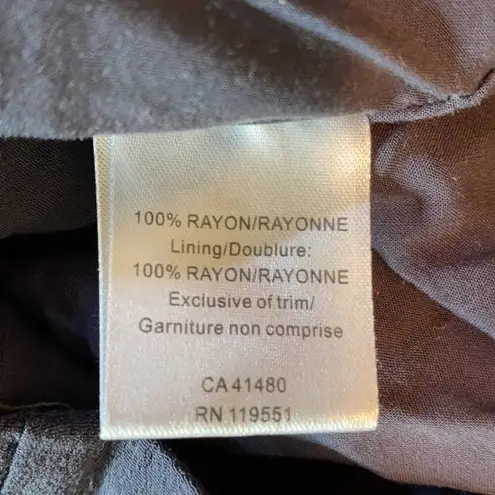 100% RAYON/RAYONNE
Lining/Doublure:
100% RAYON/RAYONNE
Exclusive of trim/
Garniture non comprise
CA 41480
RN 119551